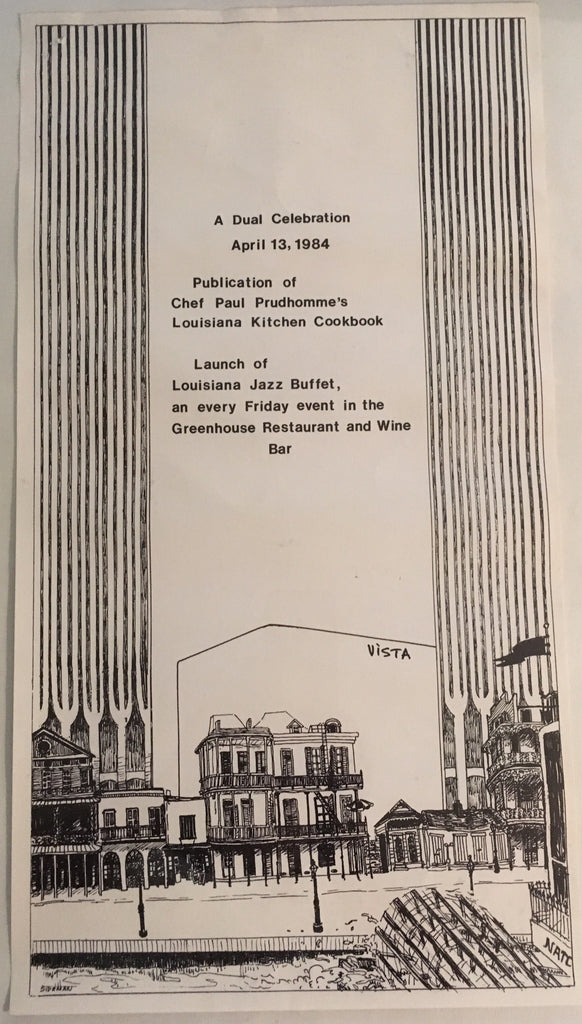 A Dual Celebration
April 13, 1984
Publication of
Chef Paul Prudhomme's
Louisiana Kitchen Cookbook
Launch of
Louisiana Jazz Buffet,
an every Friday event in the
Greenhouse Restaurant and Wine
Bar
VISTA
NATC